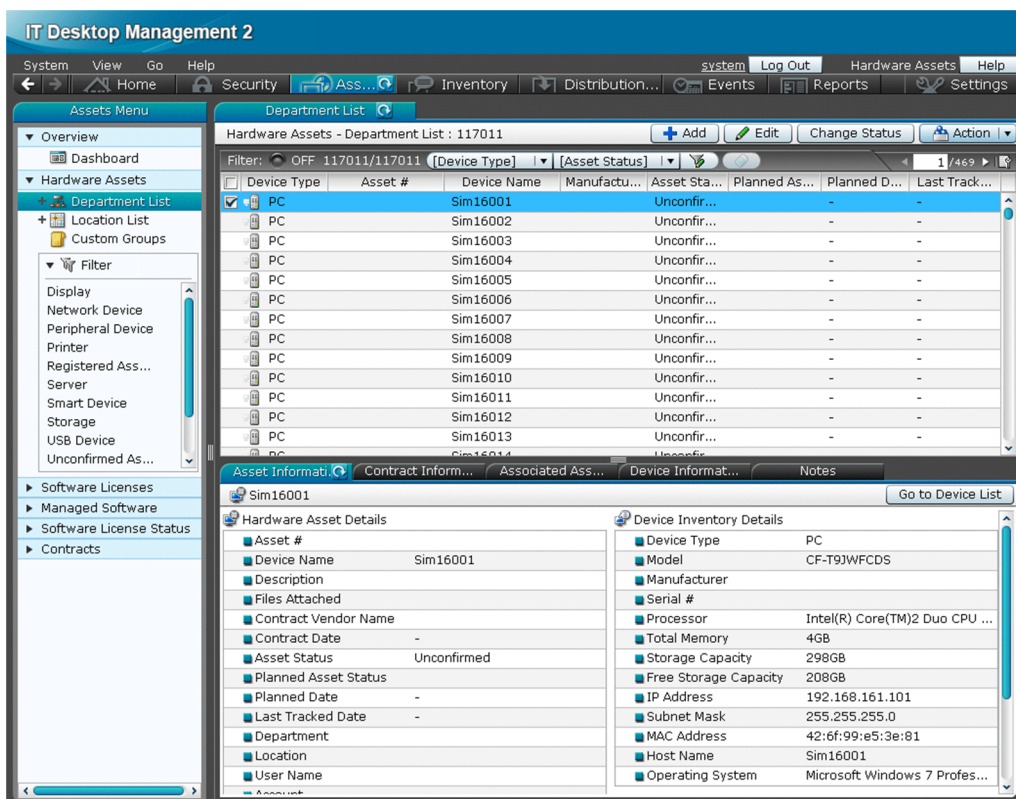 IT Desktop Management 2
System View Go Help system Log Out Hardware Assets Help
Home Security Ass... Inventory Distribution... Events Reports Settings
Assets Menu
Overview
Dashboard
Hardware Assets
Department List
Location List
Custom Groups
Filter
Display
Network Device
Peripheral Device
Printer
Registered Ass...
Server
Smart Device
Storage
USB Device
Unconfirmed As...
Software Licenses
Managed Software
Software License Status
Contracts
Department List
Hardware Assets - Department List : 117011 Add Edit Change Status Action
Filter: OFF 117011/117011 [Device Type] [Asset Status] 1 /469
Device Type Asset # Device Name Manufactu... Asset Sta... Planned As... Planned D... Last Track...
PC Sim16001 Unconfir... - -
PC Sim16002 Unconfir... - -
PC Sim16003 Unconfir... - -
PC Sim16004 Unconfir... - -
PC Sim16005 Unconfir... - -
PC Sim16006 Unconfir... - -
PC Sim16007 Unconfir... - -
PC Sim16008 Unconfir... - -
PC Sim16009 Unconfir... - -
PC Sim16010 Unconfir... - -
PC Sim16011 Unconfir... - -
PC Sim16012 Unconfir... - -
PC Sim16013 Unconfir... - -
PC Sim16014 Unconfir...
Asset Informati... Contract Inform... Associated Ass... Device Informat... Notes
Sim16001 Go to Device List
Hardware Asset Details
Asset #
Device Name Sim16001
Description
Files Attached
Contract Vendor Name
Contract Date -
Asset Status Unconfirmed
Planned Asset Status
Planned Date -
Last Tracked Date -
Department
Location
User Name
Account
Device Inventory Details
Device Type PC
Model CF-T9JWFCDS
Manufacturer
Serial #
Processor Intel(R) Core(TM)2 Duo CPU ...
Total Memory 4GB
Storage Capacity 298GB
Free Storage Capacity 208GB
IP Address 192.168.161.101
Subnet Mask 255.255.255.0
MAC Address 42:6f:99:e5:3e:81
Host Name Sim16001
Operating System Microsoft Windows 7 Profes...